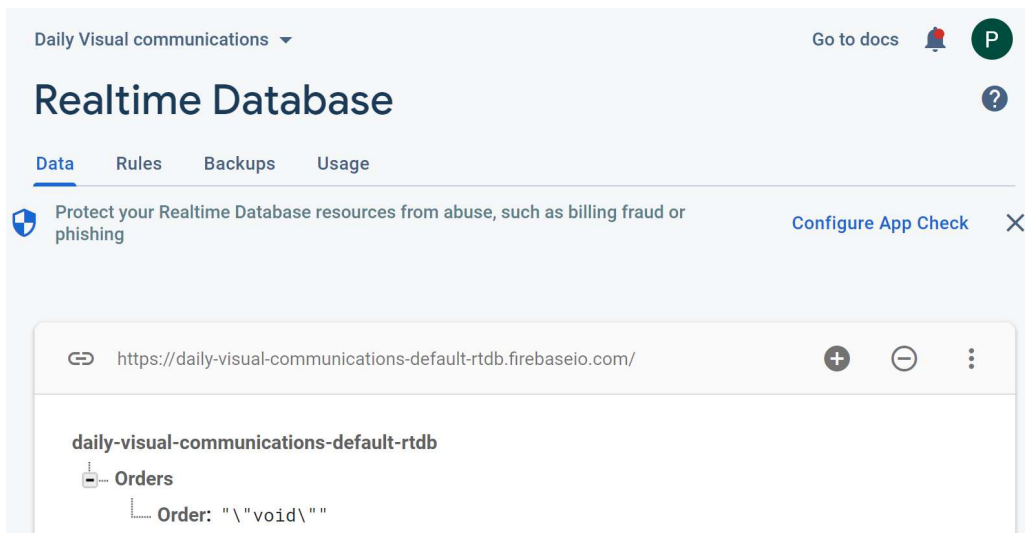 Daily Visual communications
Go to docs
P
Realtime Database
?
Data Rules Backups Usage
Protect your Realtime Database resources from abuse, such as billing fraud or
phishing
Configure App Check
https://daily-visual-communications-default-rtdb.firebaseio.com/
daily-visual-communications-default-rtdb
Orders
Order: "\"void\""